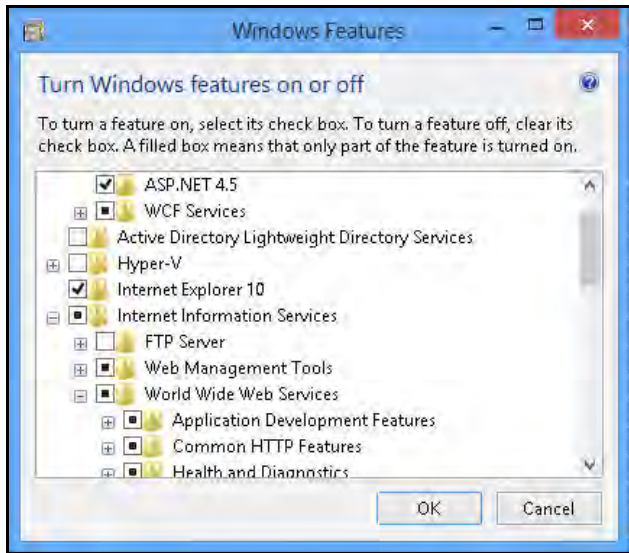 Windows Features
Turn Windows features on or off
To turn a feature on, select its check box. To turn a feature off, clear its
check box. A filled box means that only part of the feature is turned on.
ASP.NET 4.5
WCF Services
Active Directory Lightweight Directory Services
Hyper-V
Internet Explorer 10
Internet Information Services
FTP Server
Web Management Tools
World Wide Web Services
Application Development Features
Common HTTP Features
Health and Diagnostics
OK Cancel